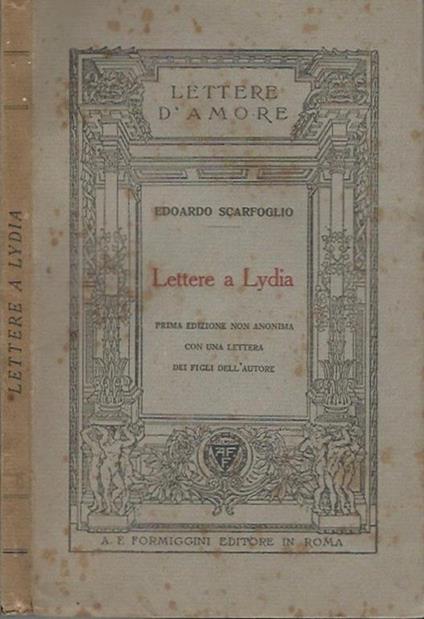 LETTERE A LYDIA
LETTERE
D'AMORE
EDOARDO SCARFOGLIO
Lettere a Lydia
PRIMA EDIZIONE NON ANONIMA
CON UNA LETTERA
DEI FIGLI DELL'AUTORE
AFF
A. F. FORMIGGINI EDITORE IN ROMA